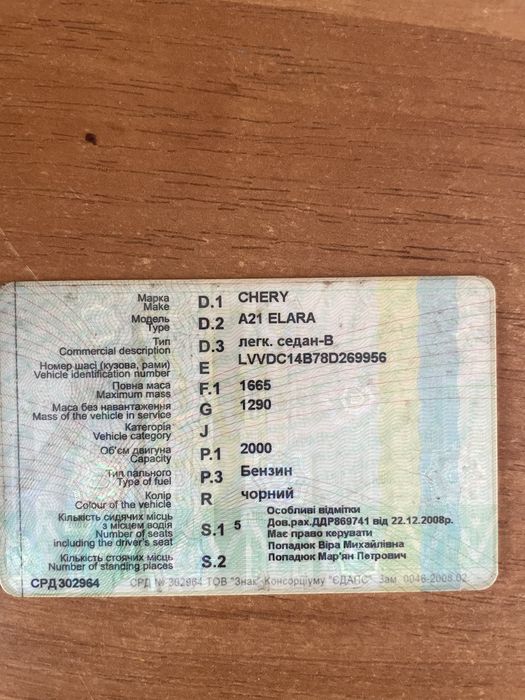 Марка D.1 CHERY
Make
Модель D.2 A21 ELARA
Type
Тип D.3 легк. седан-В
Commercial description
Номер шасі (кузова, рами) E LVVDC14B78D269956
Vehicle identification number
Повна маса F.1 1665
Maximum mass
Маса без навантаження G 1290
Mass of the vehicle in service
Категорія J
Vehicle category
Об'єм двигуна P.1 2000
Capacity
Тип пального P.3 Бензин
Type of fuel
Колір R чорний
Colour of the vehicle
Кількість сидячих місць
з місцем водія S.1 5
Number of seats
including the driver's seat
Кількість стоячих місць S.2
Number of standing places
Особливі відмітки
Дов.рах.ДДР869741 від 22.12.2008р.
Має право керувати
Попадюк Віра Михайлівна
Попадюк Мар'ян Петрович
СРД302964
СРД № 302964 ТОВ "Знак" Консорціуму "ЄДАПС" Зам. 0046-2008.02